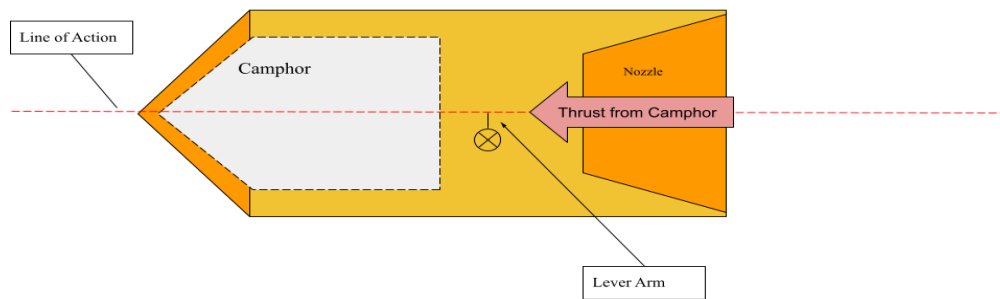 Line of Action
Camphor
Nozzle
Thrust from Camphor
Lever Arm